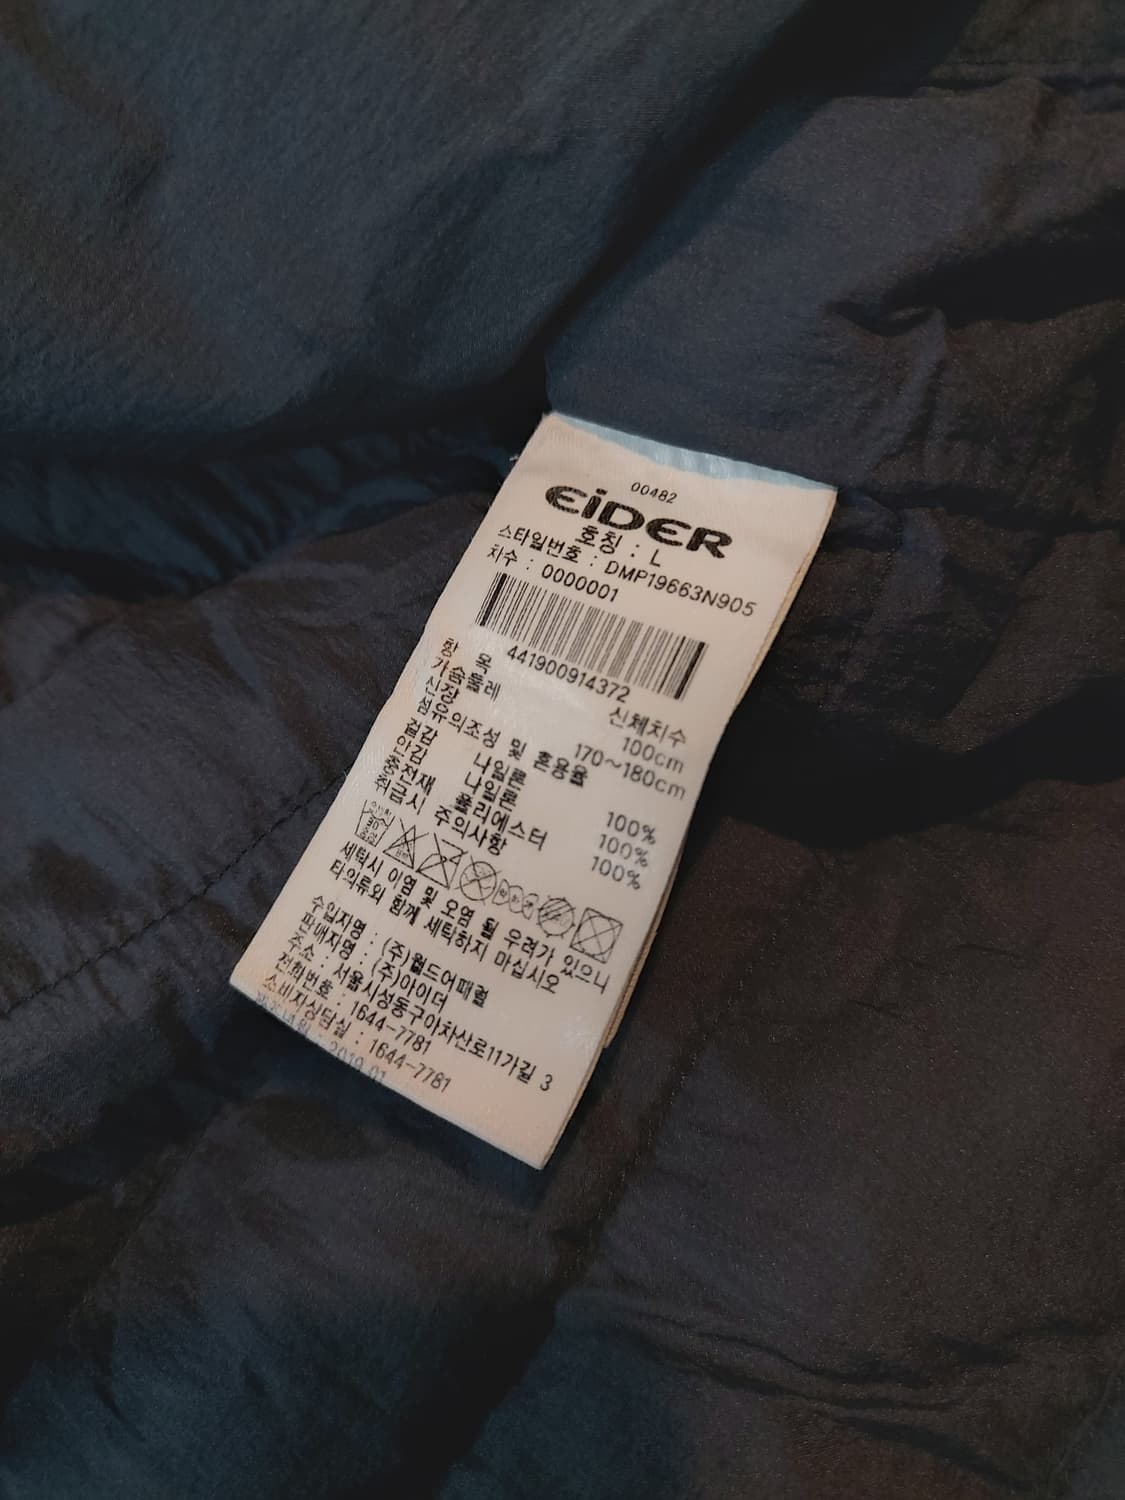 00482
EiDER
호칭 : L
스타일번호 : DMP19663N905
치수 : 0000001
441900914372
항 목 신체치수
가슴둘레 100cm
신장 170~180cm
섬유의조성 및 혼용율
겉감 나일론 100%
안감 나일론 100%
충전재 폴리에스터 100%
취급시 주의사항
세탁시 이염 및 오염 될 우려가 있으니
타의류와 함께 세탁하지 마십시오
수입자명 : (주)월드어패럴
판매자명 : (주)아이더
주소 : 서울시성동구아차산로11가길 3
전화번호 : 1644-7781
소비자상담실 : 1644-7781
2019.01